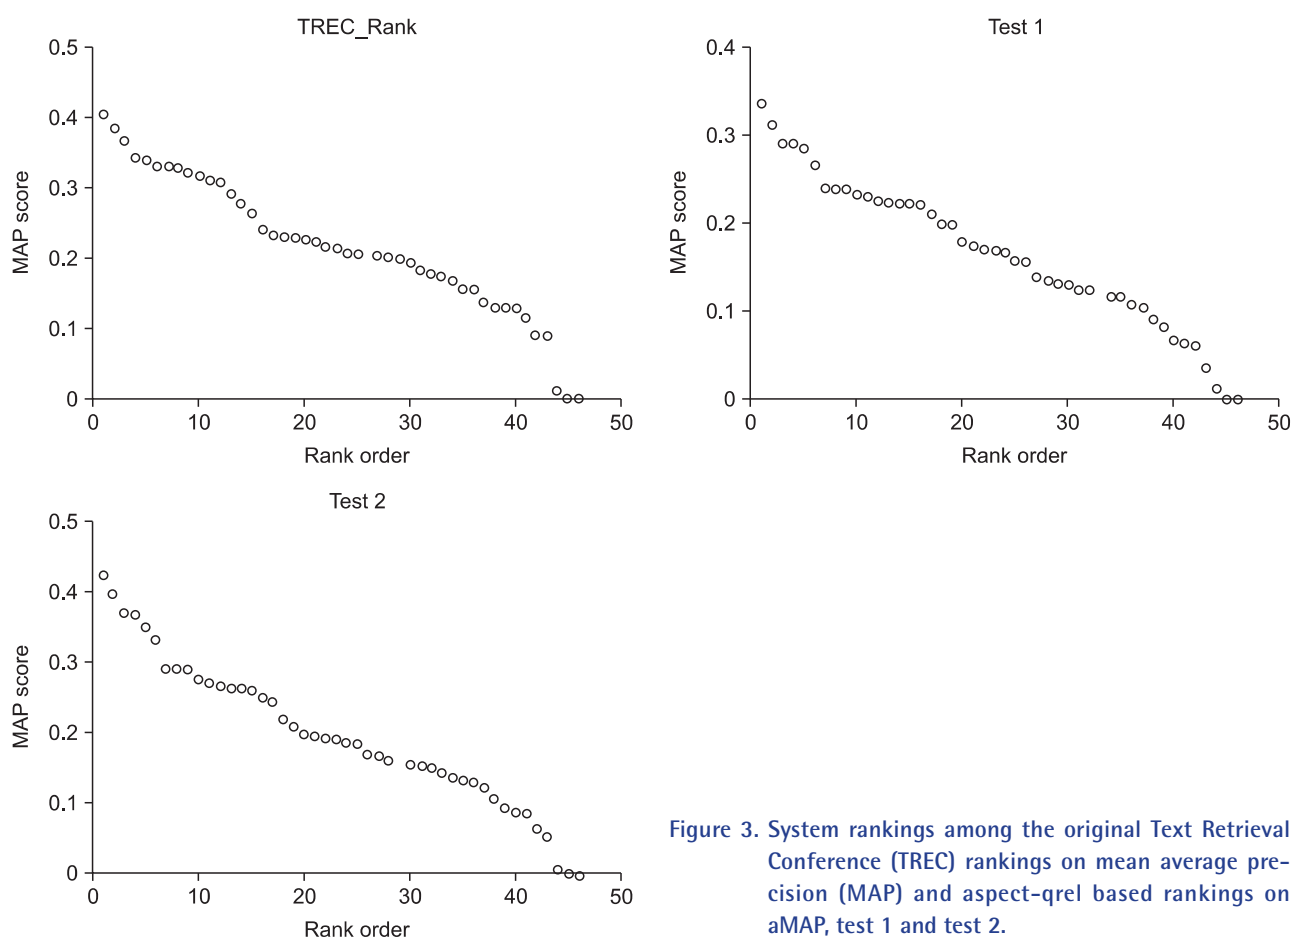 TREC_Rank
0.5
0.4
0.3
0.2
0.1
0
MAP score
0 10 20 30 40 50
Rank order
Test 1
0.4
0.3
0.2
0.1
0
MAP score
0 10 20 30 40 50
Rank order
Test 2
0.5
0.4
0.3
0.2
0.1
0
MAP score
0 10 20 30 40 50
Rank order
Figure 3. System rankings among the original Text Retrieval
Conference (TREC) rankings on mean average pre-
cision (MAP) and aspect-qrel based rankings on
aMAP, test 1 and test 2.